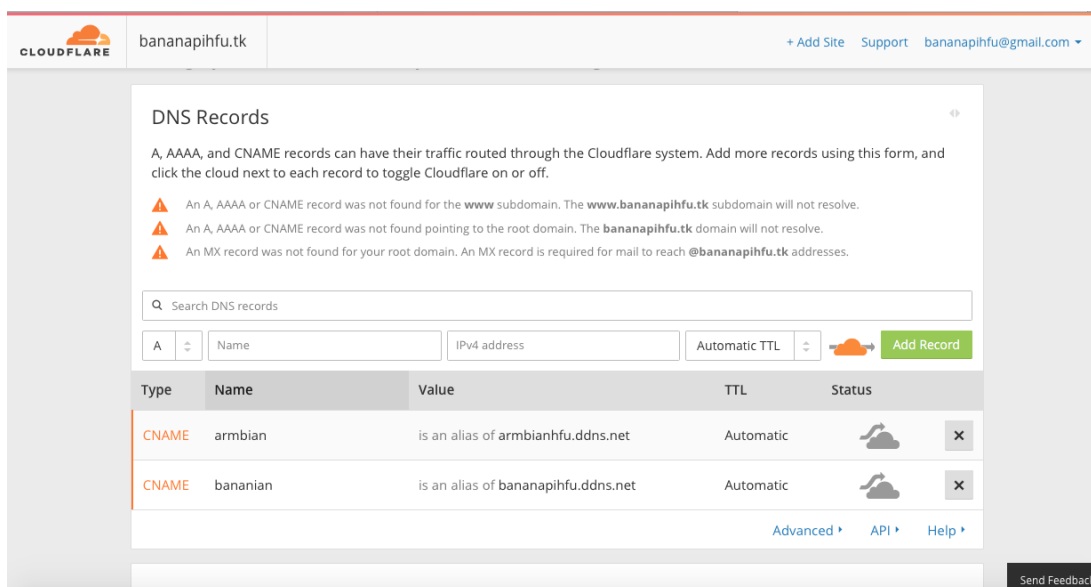 CLOUDFLARE
bananapihfu.tk
+ Add Site
Support
bananapihfu@gmail.com
DNS Records
A, AAAA, and CNAME records can have their traffic routed through the Cloudflare system. Add more records using this form, and
click the cloud next to each record to toggle Cloudflare on or off.
An A, AAAA or CNAME record was not found for the www subdomain. The www.bananapihfu.tk subdomain will not resolve.
An A, AAAA or CNAME record was not found pointing to the root domain. The bananapihfu.tk domain will not resolve.
An MX record was not found for your root domain. An MX record is required for mail to reach @bananapihfu.tk addresses.
Search DNS records
A
Name
IPv4 address
Automatic TTL
Add Record
Type Name Value TTL Status
CNAME armbian is an alias of armbianhfu.ddns.net Automatic
CNAME bananian is an alias of bananapihfu.ddns.net Automatic
Advanced
API
Help
Send Feedbac